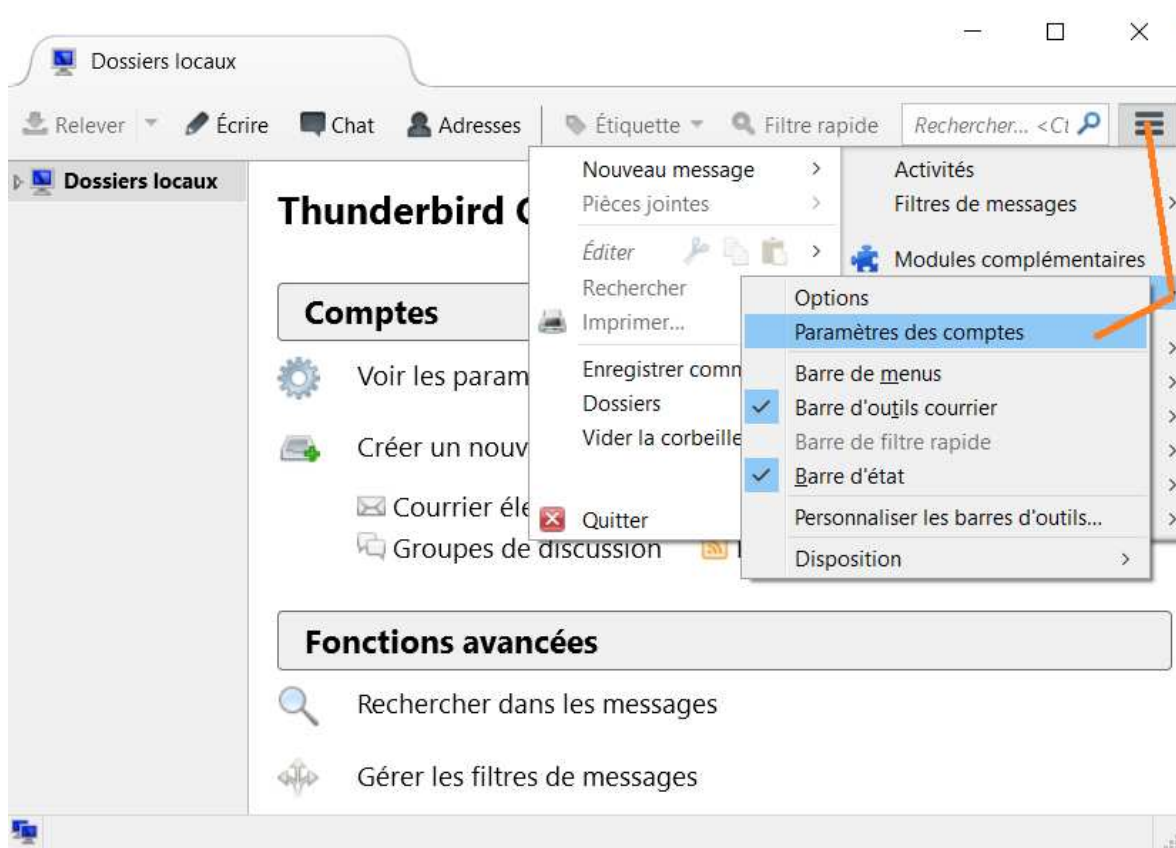 Dossiers locaux
Relever Écrire Chat Adresses Étiquette Filtre rapide Rechercher... <Ct
Dossiers locaux
Thunderbird
Nouveau message
Pièces jointes
Éditer
Rechercher
Imprimer...
Enregistrer comm
Dossiers
Vider la corbeille
Quitter
Activités
Filtres de messages
Modules complémentaires
Options
Paramètres des comptes
Barre de menus
Barre d'outils courrier
Barre de filtre rapide
Barre d'état
Personnaliser les barres d'outils...
Disposition
Comptes
Voir les param
Créer un nouv
Courrier éle
Groupes de discussion
Fonctions avancées
Rechercher dans les messages
Gérer les filtres de messages